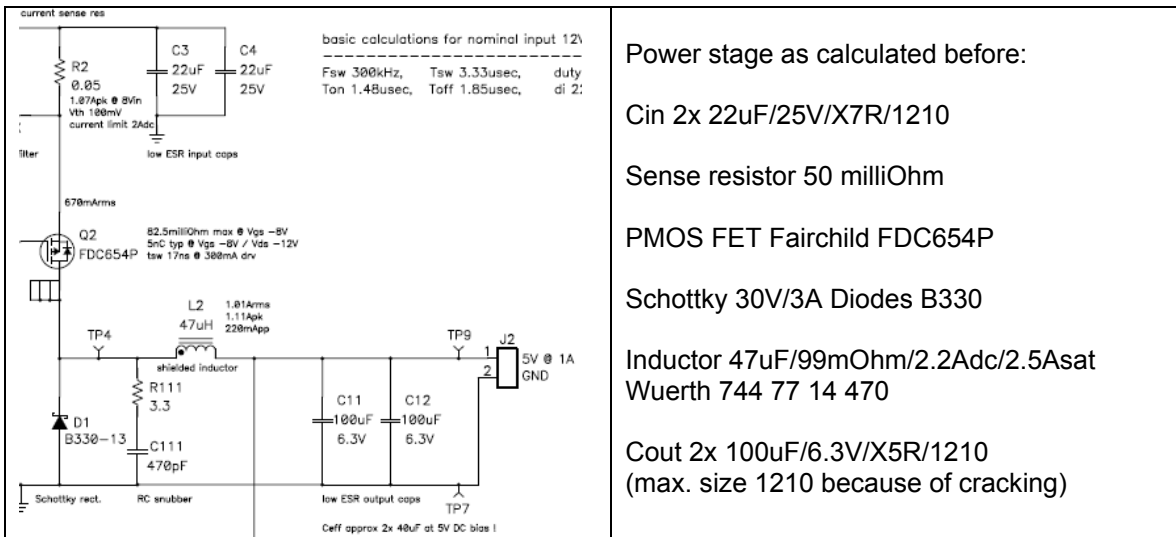 current sense res
R2
0.05
1.07Apk @ 8Vin
Vth 100mV
current limit 2Adc
C3
22uF
25V
C4
22uF
25V
low ESR input caps
basic calculations for nominal input 12V
Fsw 300kHz, Tsw 3.33usec, duty
Ton 1.48usec, Toff 1.85usec, di 22
filter
670mArms
Q2
FDC654P
82.5milliOhm max @ Vgs -8V
5nC typ @ Vgs -8V / Vds -12V
tsw 17ns @ 300mA drv
L2
47uH
1.01Arms
1.11Apk
220mApp
shielded inductor
TP4
TP9
J2
1
2
5V @ 1A
GND
R111
3.3
C111
470pF
D1
B330-13
C11
100uF
6.3V
C12
100uF
6.3V
Schottky rect.
RC snubber
low ESR output caps
TP7
Ceff approx 2x 40uF at 5V DC bias !
Power stage as calculated before:
Cin 2x 22uF/25V/X7R/1210
Sense resistor 50 milliOhm
PMOS FET Fairchild FDC654P
Schottky 30V/3A Diodes B330
Inductor 47uF/99mOhm/2.2Adc/2.5Asat
Wuerth 744 77 14 470
Cout 2x 100uF/6.3V/X5R/1210
(max. size 1210 because of cracking)